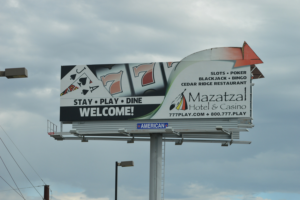 SLOTS • POKER
BLACKJACK • BINGO
CEDAR RIDGE RESTAURANT
STAY • PLAY • DINE
WELCOME!
Mazatzal
Hotel & Casino
777PLAY.COM • 800.777.PLAY
AMERICAN